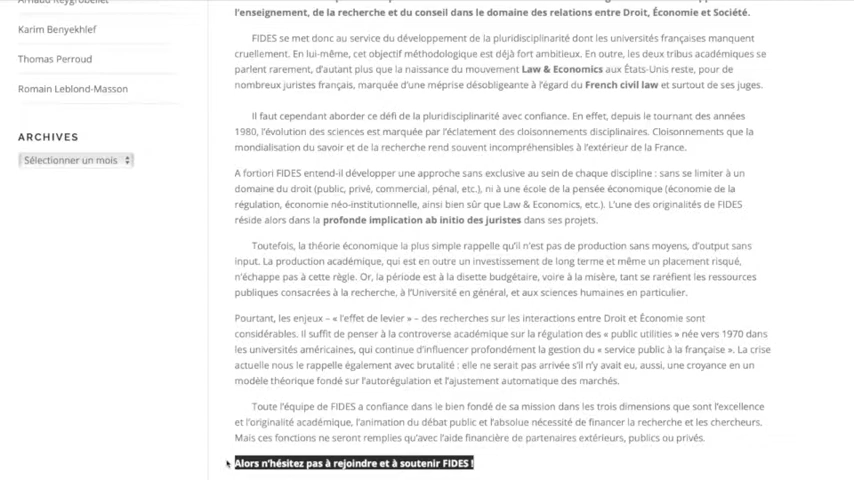 Karim Benyekhlef
Thomas Perroud
Romain Leblond-Masson
ARCHIVES
Sélectionner un mois
l'enseignement, de la recherche et du conseil dans le domaine des relations entre Droit, Économie et Société.
FIDES se met donc au service du développement de la pluridisciplinarité dont les universités françaises manquent
cruellement. En lui-même, cet objectif méthodologique est déjà fort ambitieux. En outre, les deux tribus académiques se
parlent rarement, d'autant plus que la naissance du mouvement Law & Economics aux États-Unis reste, pour de
nombreux juristes français, marquée d'une méprise désobligeante à l'égard du French civil law et surtout de ses juges.
Il faut cependant aborder ce défi de la pluridisciplinarité avec confiance. En effet, depuis le tournant des années
1980, l'évolution des sciences est marquée par l'éclatement des cloisonnements disciplinaires. Cloisonnements que la
mondialisation du savoir et de la recherche rend souvent incompréhensibles à l'extérieur de la France.
A fortiori FIDES entend-il développer une approche sans exclusive au sein de chaque discipline : sans se limiter à un
domaine du droit (public, privé, commercial, pénal, etc.), ni à une école de la pensée économique (économie de la
régulation, économie néo-institutionnelle, ainsi bien sûr que Law & Economics, etc.). L'une des originalités de FIDES
réside alors dans la profonde implication ab initio des juristes dans ses projets.
Toutefois, la théorie économique la plus simple rappelle qu'il n'est pas de production sans moyens, d'output sans
input. La production académique, qui est en outre un investissement de long terme et même un placement risqué,
n'échappe pas à cette règle. Or, la période est à la disette budgétaire, voire à la misère, tant se raréfient les ressources
publiques consacrées à la recherche, à l'Université en général, et aux sciences humaines en particulier.
Pourtant, les enjeux – « l'effet de levier » – des recherches sur les interactions entre Droit et Économie sont
considérables. Il suffit de penser à la controverse académique sur la régulation des « public utilities » née vers 1970 dans
les universités américaines, qui continue d'influencer profondément la gestion du « service public à la française ». La crise
actuelle nous le rappelle également avec brutalité : elle ne serait pas arrivée s'il n'y avait eu, aussi, une croyance en un
modèle théorique fondé sur l'autorégulation et l'ajustement automatique des marchés.
Toute l'équipe de FIDES a confiance dans le bien fondé de sa mission dans les trois dimensions que sont l'excellence
et l'originalité académique, l'animation du débat public et l'absolue nécessité de financer la recherche et les chercheurs.
Mais ces fonctions ne seront remplies qu'avec l'aide financière de partenaires extérieurs, publics ou privés.
Alors n'hésitez pas à rejoindre et à soutenir FIDES !